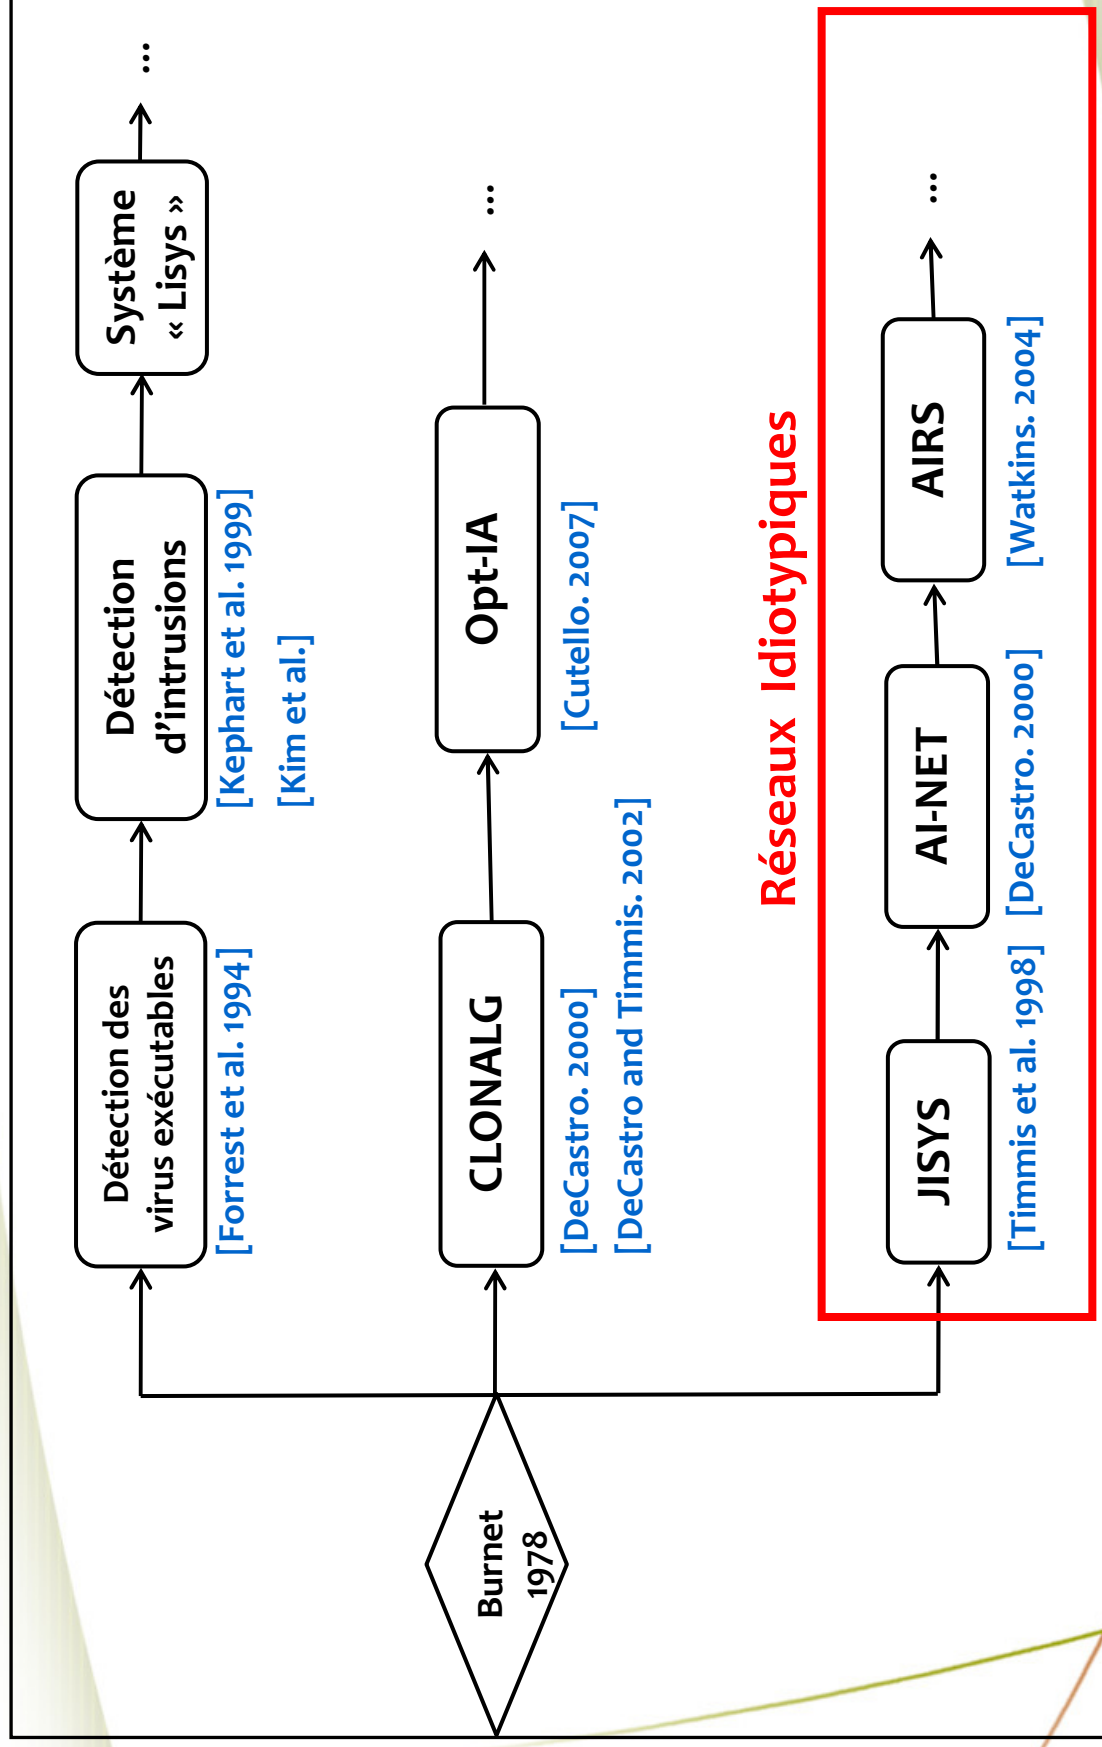 Burnet
1978
Détection des
virus exécutables
[Forrest et al. 1994]
Détection
d’intrusions
[Kephart et al. 1999]
[Kim et al.]
Système
« Lisys »
...
CLONALG
[DeCastro. 2000]
[DeCastro and Timmis. 2002]
Opt-IA
[Cutello. 2007]
...
Réseaux Idiotypiques
JISYS
[Timmis et al. 1998]
AI-NET
[DeCastro. 2000]
AIRS
[Watkins. 2004]
...